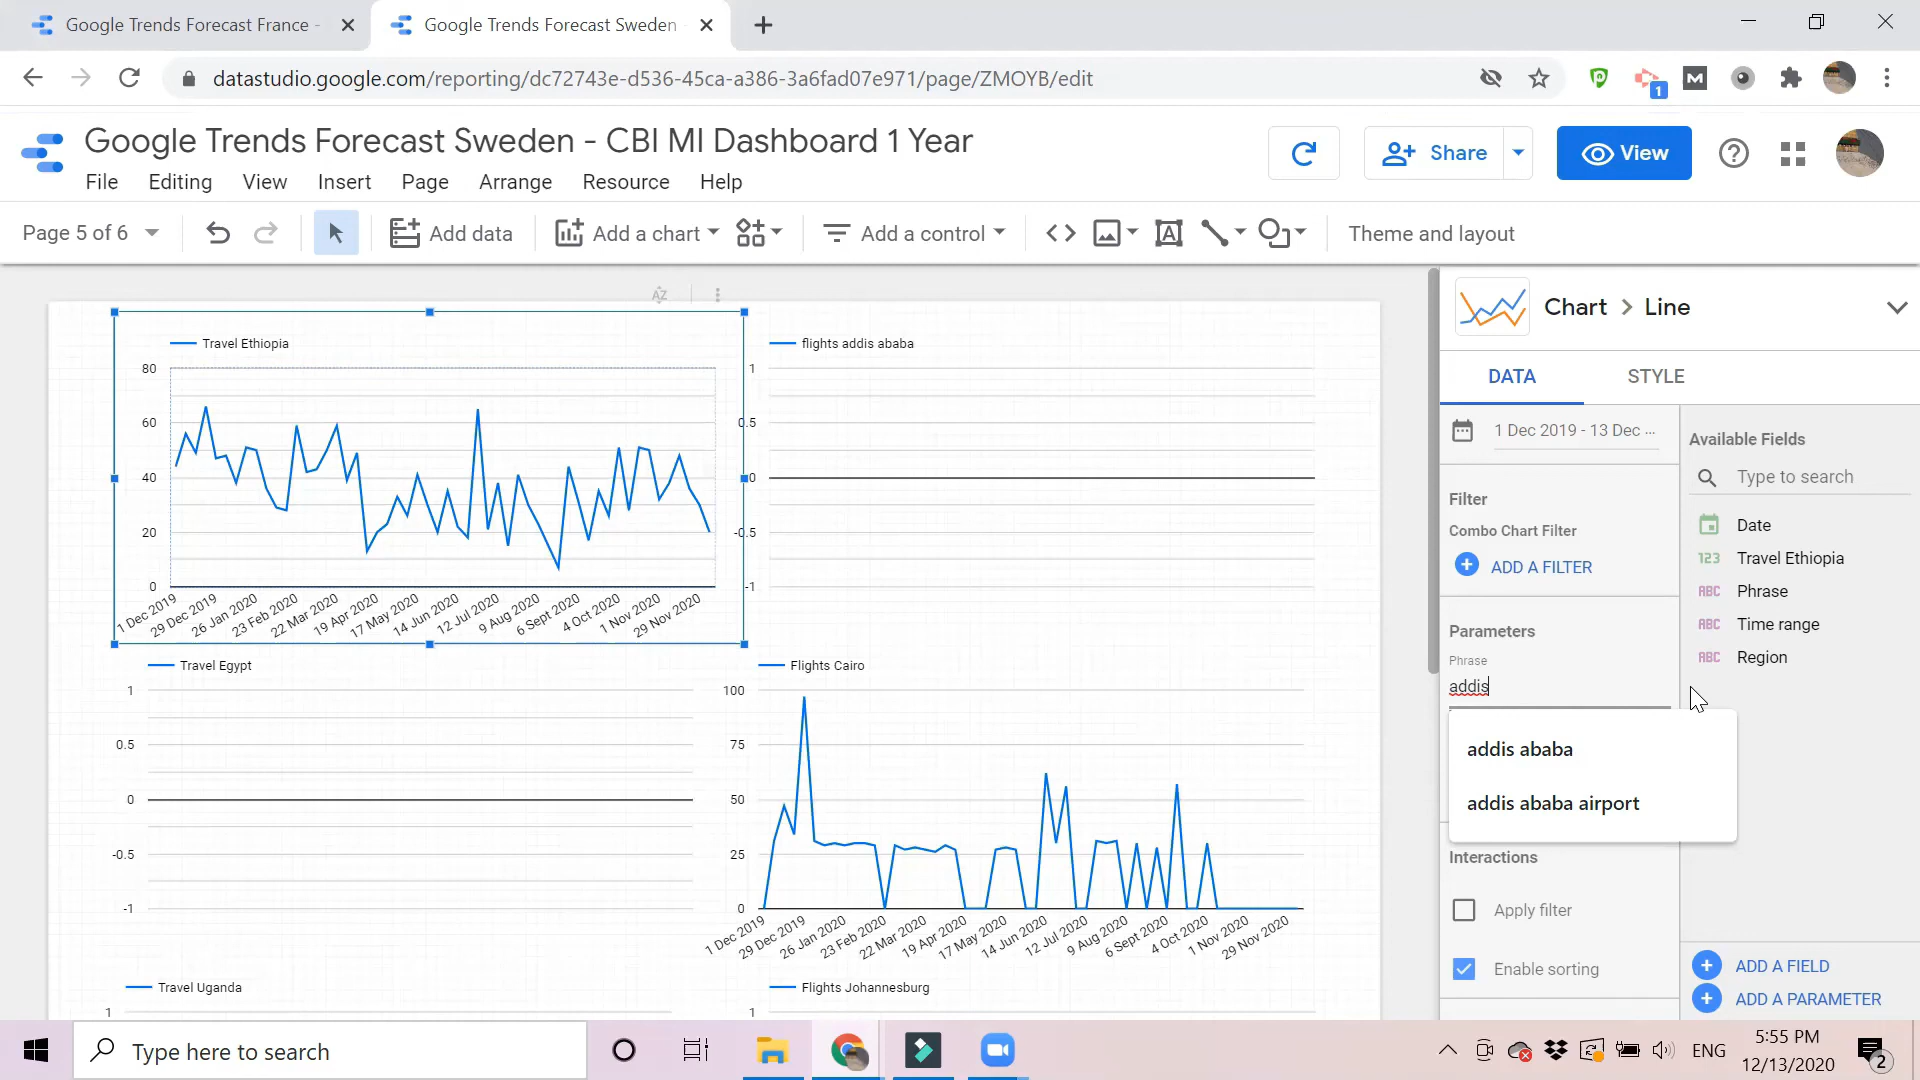 Google Trends Forecast France -
Google Trends Forecast Sweden
datastudio.google.com/reporting/dc72743e-d536-45ca-a386-3a6fad07e971/page/ZMOYB/edit
1
Google Trends Forecast Sweden - CBI MI Dashboard 1 Year
Share
View
File Editing View Insert Page Arrange Resource Help
Page 5 of 6
Add data
Add a chart
Add a control
Theme and layout
Travel Ethiopia
80
60
40
20
0
1 Dec 2019
29 Dec 2019
26 Jan 2020
23 Feb 2020
22 Mar 2020
19 Apr 2020
17 May 2020
14 Jun 2020
12 Jul 2020
9 Aug 2020
6 Sept 2020
4 Oct 2020
1 Nov 2020
29 Nov 2020
flights addis ababa
1
0.5
0
-0.5
-1
Travel Egypt
1
0.5
0
-0.5
-1
Flights Cairo
100
75
50
25
0
1 Dec 2019
29 Dec 2019
26 Jan 2020
23 Feb 2020
22 Mar 2020
19 Apr 2020
17 May 2020
14 Jun 2020
12 Jul 2020
9 Aug 2020
6 Sept 2020
4 Oct 2020
1 Nov 2020
29 Nov 2020
Travel Uganda
1
Flights Johannesburg
1
Chart > Line
DATA
STYLE
1 Dec 2019 - 13 Dec ...
Filter
Combo Chart Filter
ADD A FILTER
Parameters
Phrase
addis
addis ababa
addis ababa airport
Interactions
Apply filter
Enable sorting
Available Fields
Type to search
Date
123 Travel Ethiopia
ABC Phrase
ABC Time range
ABC Region
ADD A FIELD
ADD A PARAMETER
Type here to search
ENG
5:55 PM
12/13/2020
2